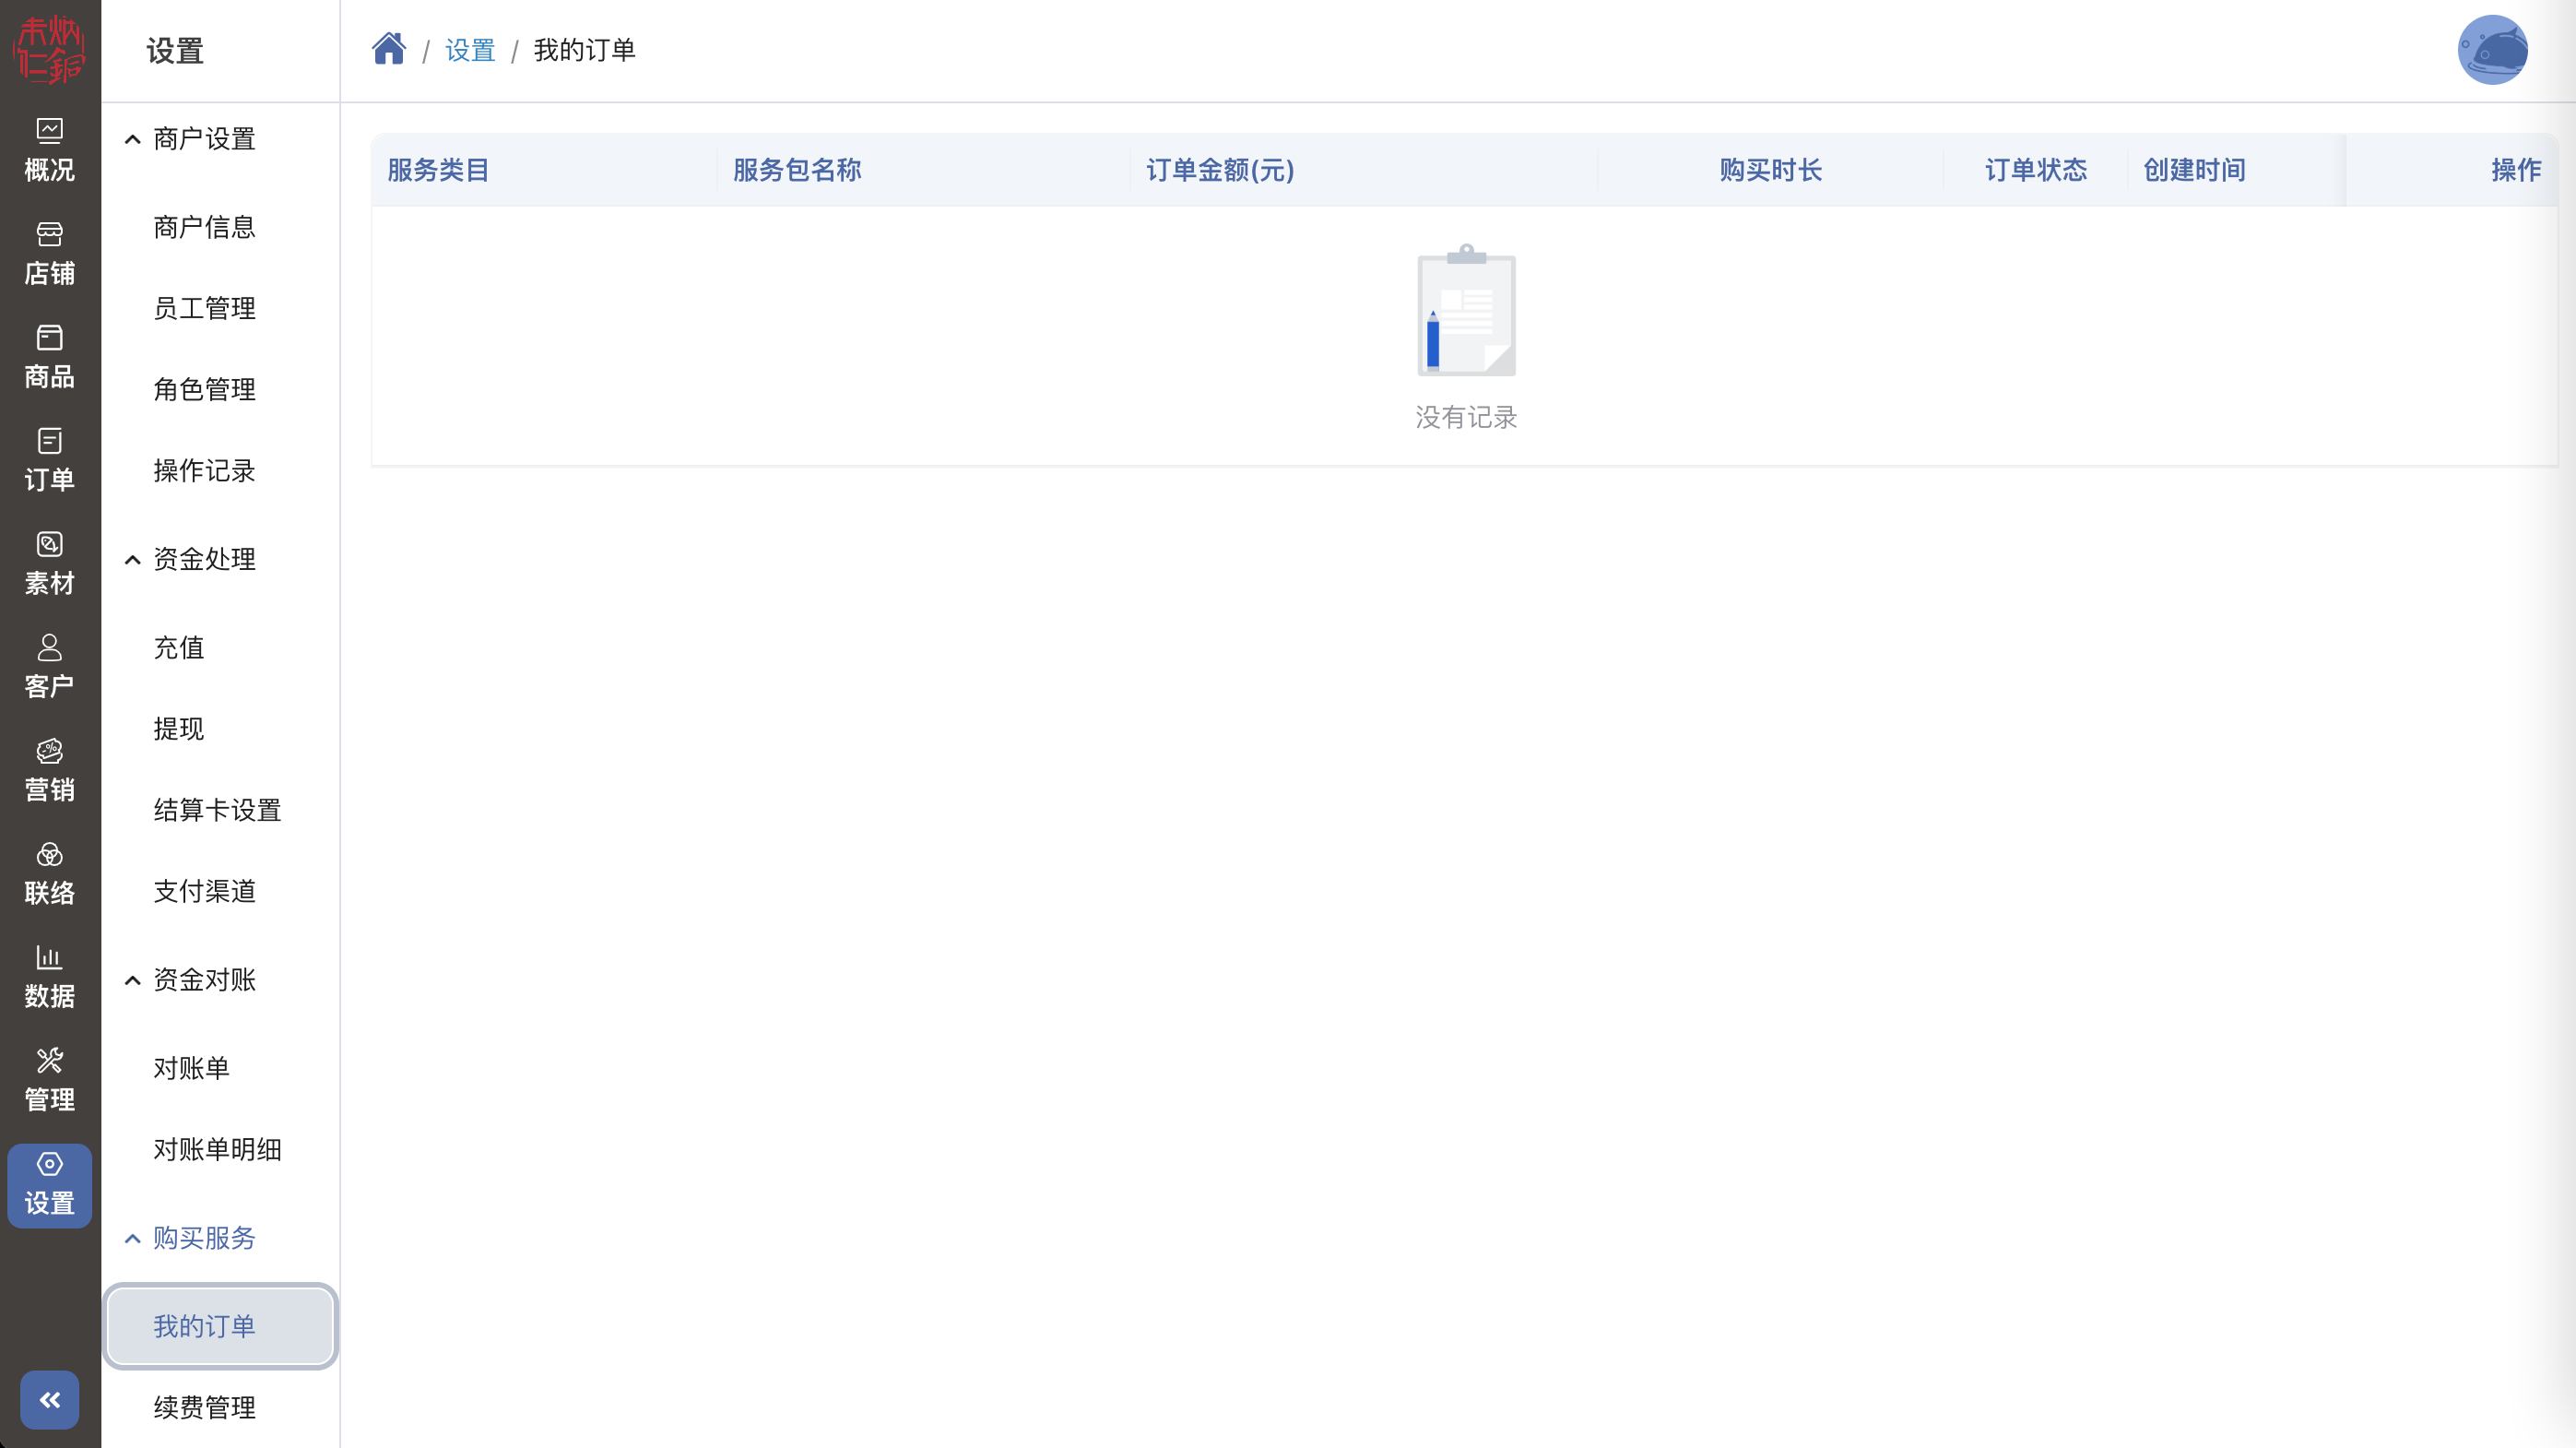 未炳
仁銅
概况
店铺
商品
订单
素材
客户
营销
联络
数据
管理
设置
设置
商户设置
商户信息
员工管理
角色管理
操作记录
资金处理
充值
提现
结算卡设置
支付渠道
资金对账
对账单
对账单明细
购买服务
我的订单
续费管理
/ 设置 / 我的订单
服务类目 服务包名称 订单金额(元) 购买时长 订单状态 创建时间 操作
没有记录